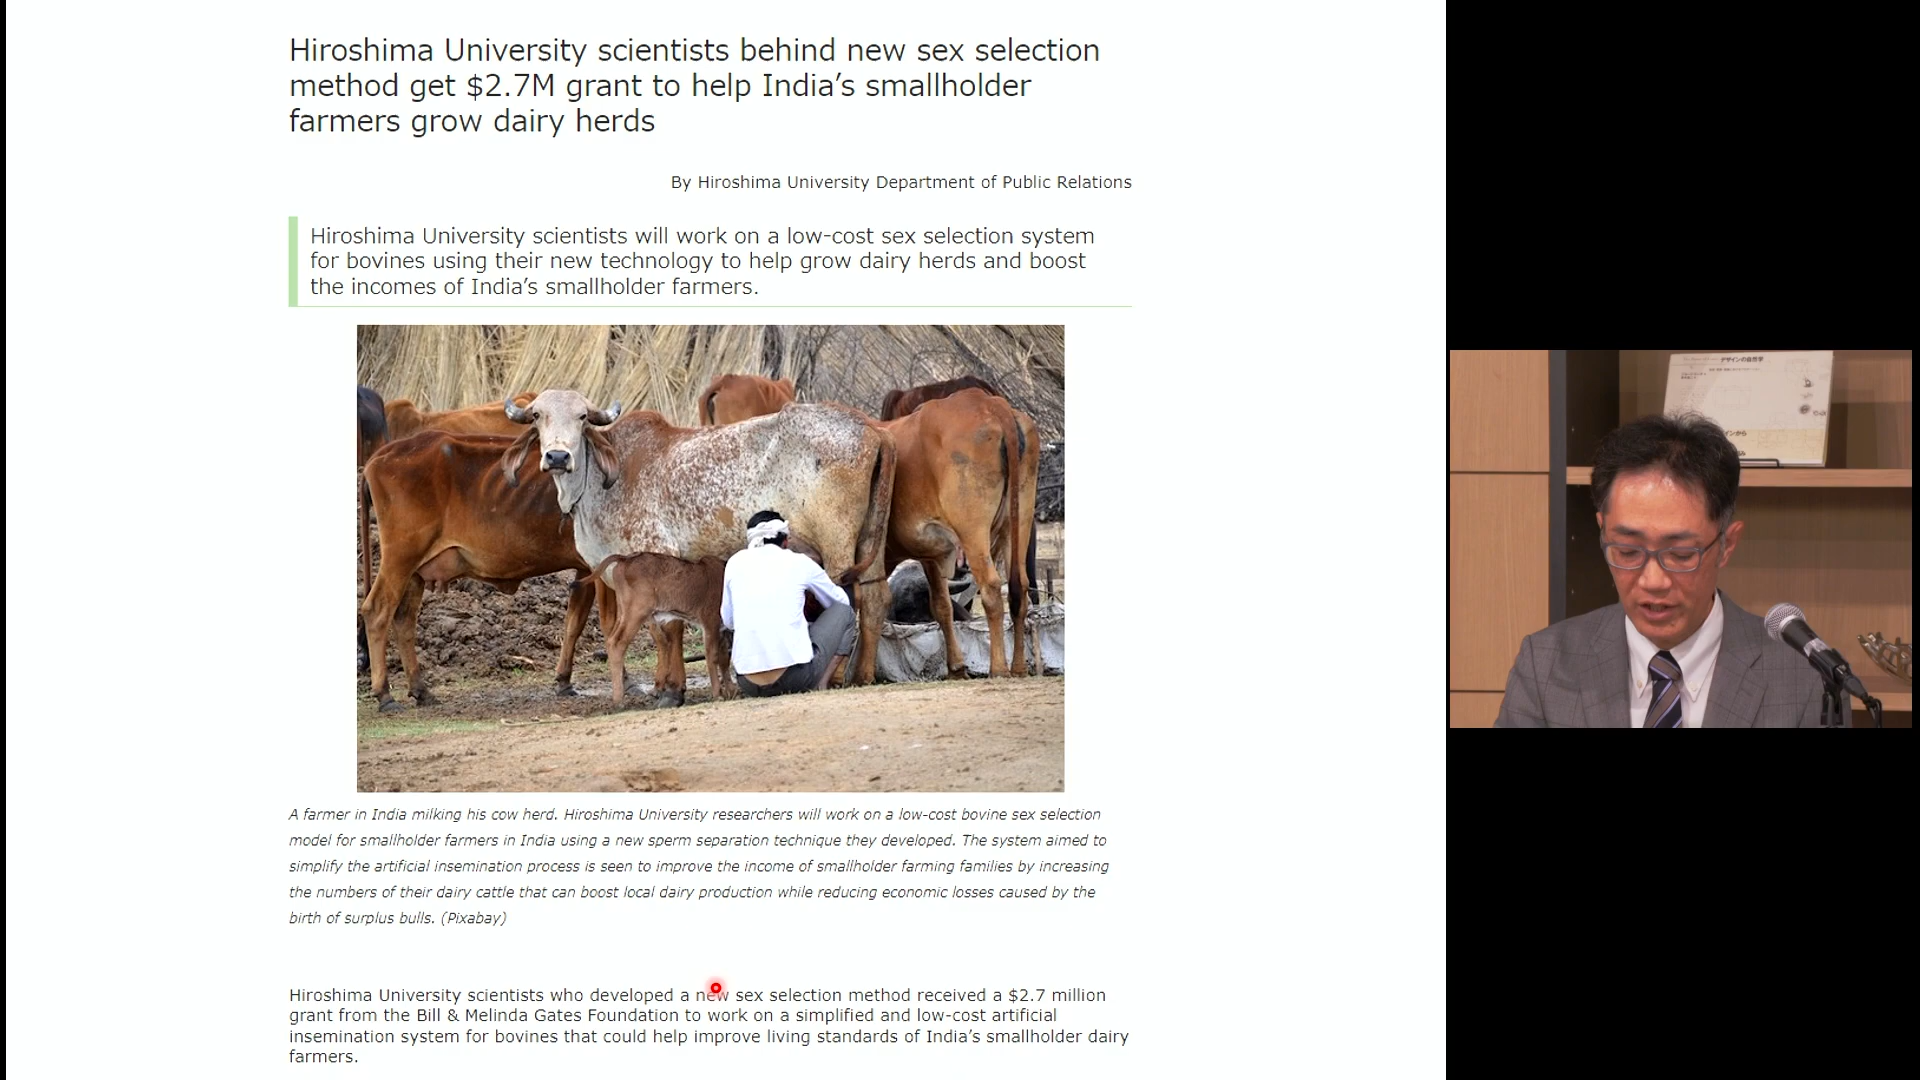 Hiroshima University scientists behind new sex selection
method get $2.7M grant to help India’s smallholder
farmers grow dairy herds
By Hiroshima University Department of Public Relations
Hiroshima University scientists will work on a low-cost sex selection system
for bovines using their new technology to help grow dairy herds and boost
the incomes of India’s smallholder farmers.
A farmer in India milking his cow herd. Hiroshima University researchers will work on a low-cost bovine sex selection
model for smallholder farmers in India using a new sperm separation technique they developed. The system aimed to
simplify the artificial insemination process is seen to improve the income of smallholder farming families by increasing
the numbers of their dairy cattle that can boost local dairy production while reducing economic losses caused by the
birth of surplus bulls. (Pixabay)
Hiroshima University scientists who developed a new sex selection method received a $2.7 million
grant from the Bill & Melinda Gates Foundation to work on a simplified and low-cost artificial
insemination system for bovines that could help improve living standards of India’s smallholder dairy
farmers.
デザインの自然学